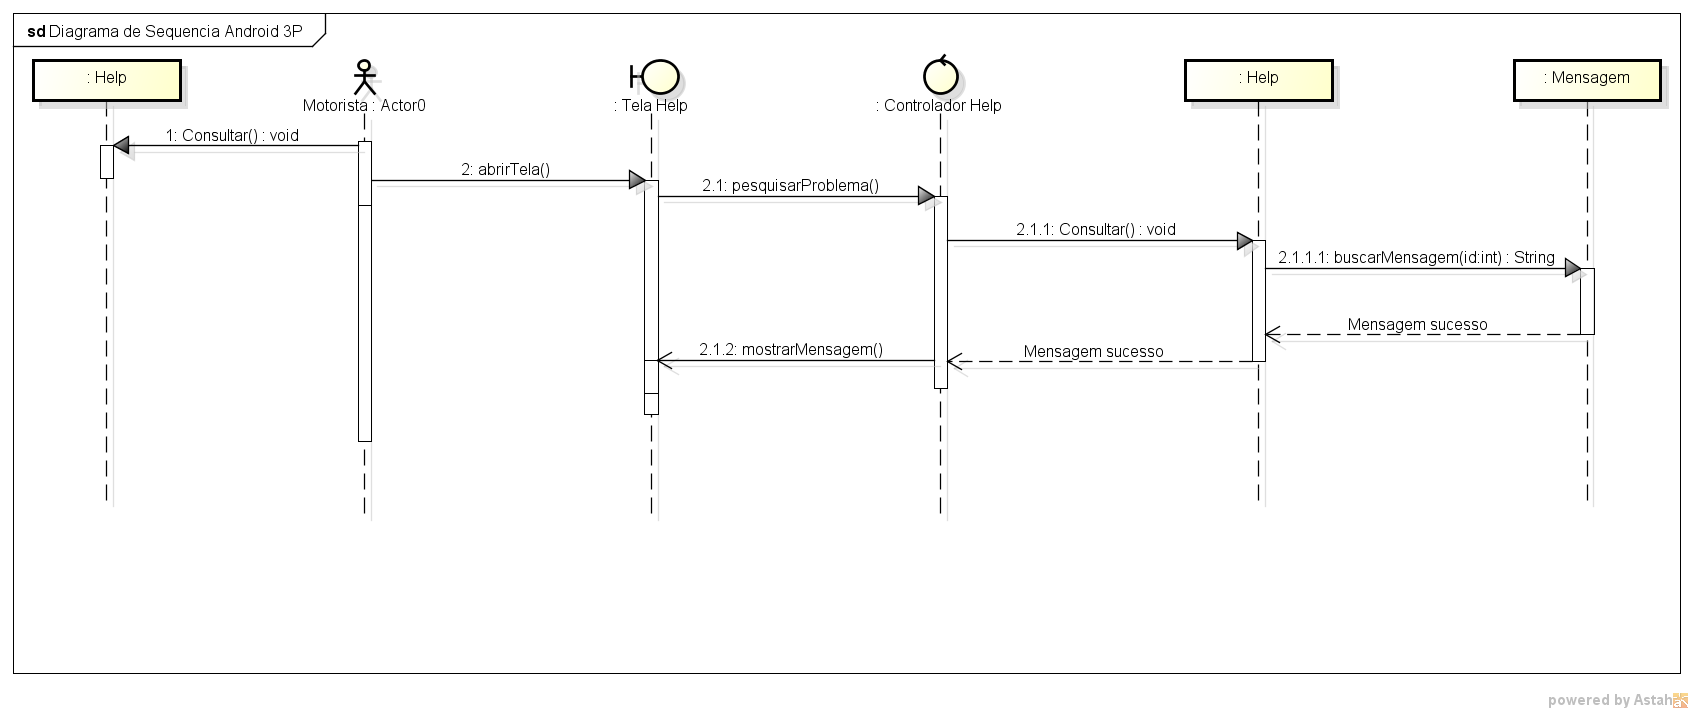 sd Diagrama de Sequencia Android 3P
: Help
Motorista : Actor0
: Tela Help
: Controlador Help
: Help
: Mensagem
1: Consultar() : void
2: abrirTela()
2.1: pesquisarProblema()
2.1.1: Consultar() : void
2.1.1.1: buscarMensagem(id:int) : String
Mensagem sucesso
2.1.2: mostrarMensagem()
Mensagem sucesso
powered by Astah